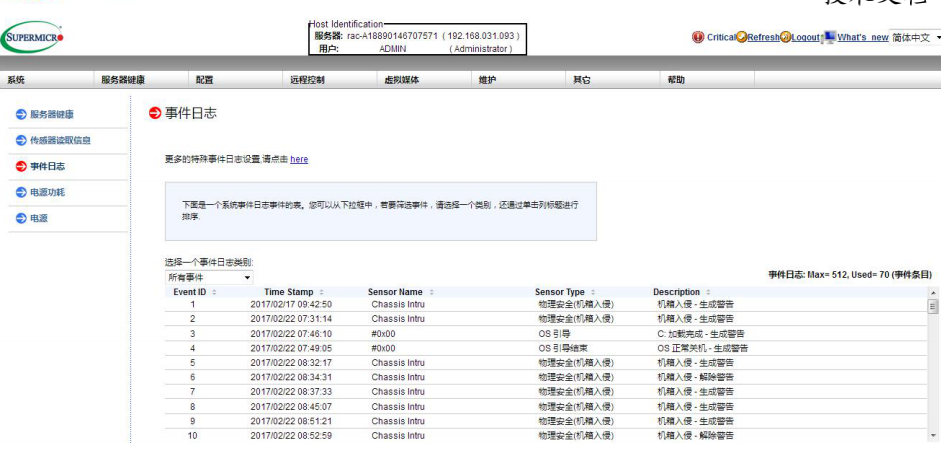 技术文档
SUPERMICR
Host Identification
服务器: rac-A18890146707571 ( 192.168.031.093 )
用户: ADMIN ( Administrator )
Critical Refresh Logout What's new 简体中文
系统 服务器健康 配置 远程控制 虚拟媒体 维护 其它 帮助
服务器健康
传感器读取信息
事件日志
电源功耗
电源
事件日志
更多的特殊事件日志设置,请点击 here
下面是一个系统事件日志事件的表。您可以从下拉框中，若要筛选事件，请选择一个类别，还通过单击列标题进行
排序.
选择一个事件日志类别:
所有事件
事件日志: Max= 512, Used= 70 (事件条目)
Event ID Time Stamp Sensor Name Sensor Type Description
1 2017/02/17 09:42:50 Chassis Intru 物理安全(机箱入侵) 机箱入侵 - 生成警告
2 2017/02/22 07:31:14 Chassis Intru 物理安全(机箱入侵) 机箱入侵 - 生成警告
3 2017/02/22 07:46:10 #0x00 OS 引导 C: 加载完成 - 生成警告
4 2017/02/22 07:49:05 #0x00 OS 引导结束 OS 正常关机 - 生成警告
5 2017/02/22 08:32:17 Chassis Intru 物理安全(机箱入侵) 机箱入侵 - 生成警告
6 2017/02/22 08:34:31 Chassis Intru 物理安全(机箱入侵) 机箱入侵 - 解除警告
7 2017/02/22 08:37:33 Chassis Intru 物理安全(机箱入侵) 机箱入侵 - 生成警告
8 2017/02/22 08:45:07 Chassis Intru 物理安全(机箱入侵) 机箱入侵 - 生成警告
9 2017/02/22 08:51:21 Chassis Intru 物理安全(机箱入侵) 机箱入侵 - 生成警告
10 2017/02/22 08:52:59 Chassis Intru 物理安全(机箱入侵) 机箱入侵 - 解除警告